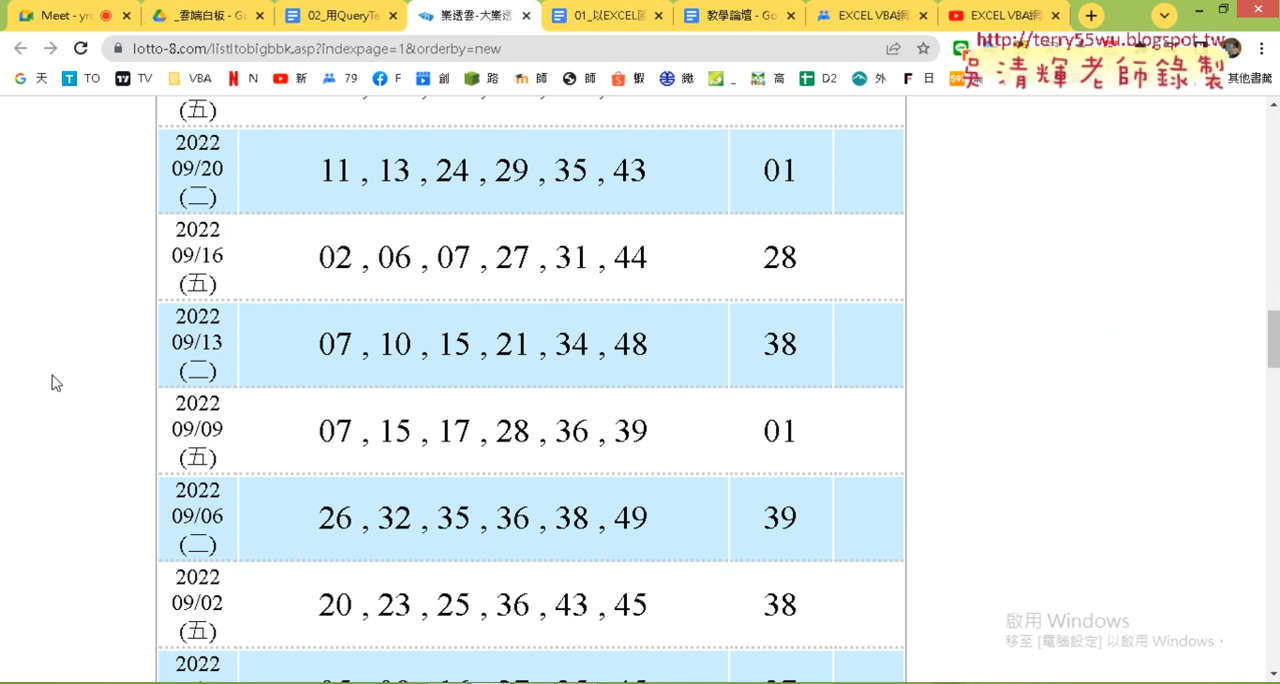 Meet - yro
_雲端白板 - Go
02_用QueryTa
樂透雲-大樂透
01_以EXCEL函
教學論壇 - Go
EXCEL VBA網
EXCEL VBA網
lotto-8.com/listltobigbbk.asp?indexpage=1&orderby=new
http://terry55wu.blogspot.tw
吳清輝老師錄製
天 TO TV VBA N 新 79 F 創 路 師 師 蝦 _ 高 D2 外 日 其他書籤
(五)
2022
09/20
(二)
11 , 13 , 24 , 29 , 35 , 43
01
2022
09/16
(五)
02 , 06 , 07 , 27 , 31 , 44
28
2022
09/13
(二)
07 , 10 , 15 , 21 , 34 , 48
38
2022
09/09
(五)
07 , 15 , 17 , 28 , 36 , 39
01
2022
09/06
(二)
26 , 32 , 35 , 36 , 38 , 49
39
2022
09/02
(五)
20 , 23 , 25 , 36 , 43 , 45
38
2022
啟用 Windows
移至 [電腦設定] 以啟用 Windows。